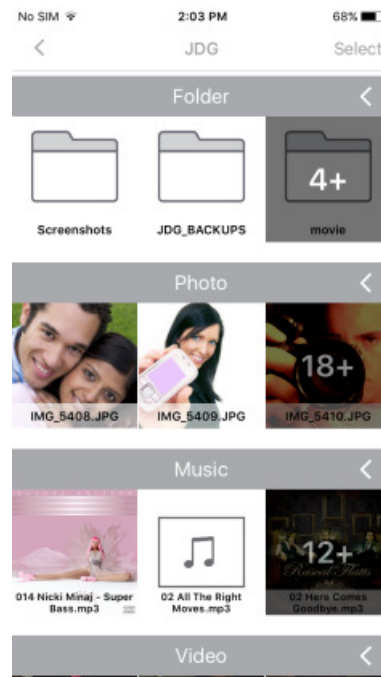 No SIM 2:03 PM 68%
JDG Select
Folder
4+
Screenshots JDG_BACKUPS movie
Photo
18+
IMG_5408.JPG IMG_5409.JPG IMG_5410.JPG
Music
12+
Rascal Flatts
014 Nicki Minaj - Super 02 All The Right 02 Here Comes
Bass.mp3 Moves.mp3 Goodbye.mp3
Video